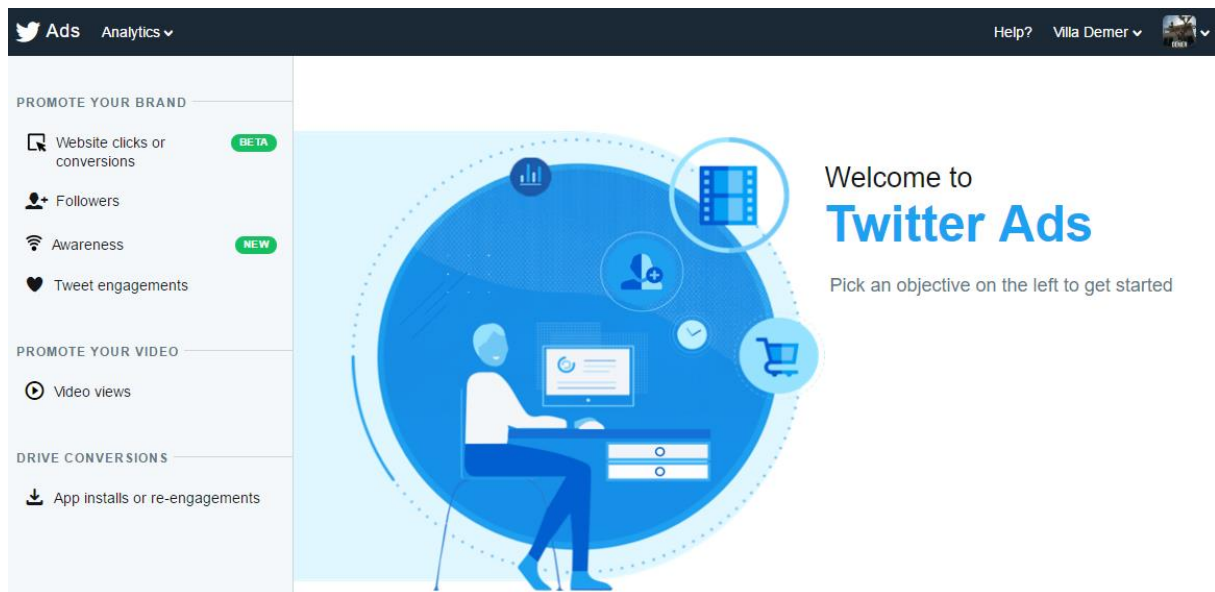 Ads Analytics Help? Villa Demer
PROMOTE YOUR BRAND
Website clicks or BETA
conversions
Followers
Awareness NEW
Tweet engagements
PROMOTE YOUR VIDEO
Video views
DRIVE CONVERSIONS
App installs or re-engagements
Welcome to
Twitter Ads
Pick an objective on the left to get started